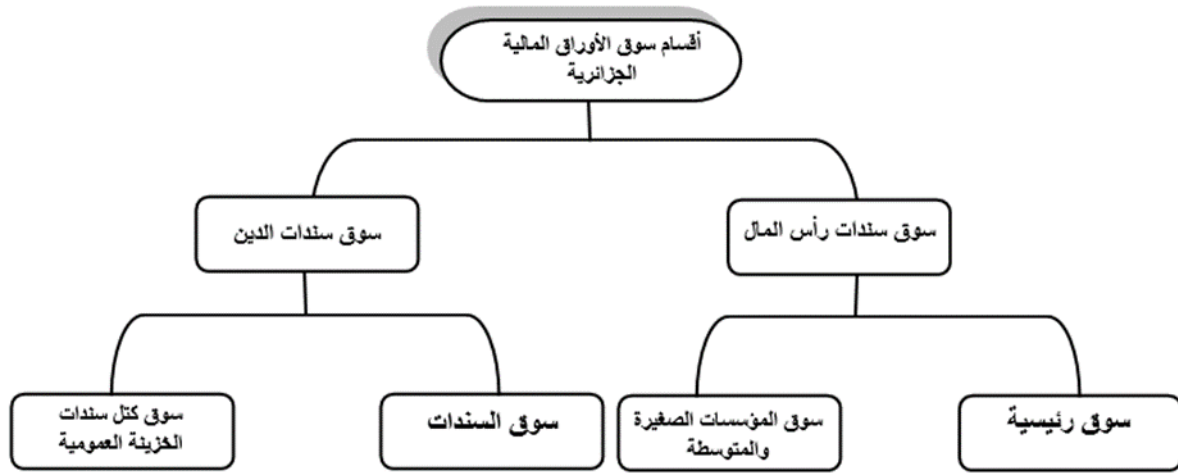 أقسام سوق الأوراق المالية
الجزائرية
سوق سندات رأس المال
سوق سندات الدين
سوق رئيسية
سوق المؤسسات الصغيرة
والمتوسطة
سوق السندات
سوق كتل سندات
الخزينة العمومية